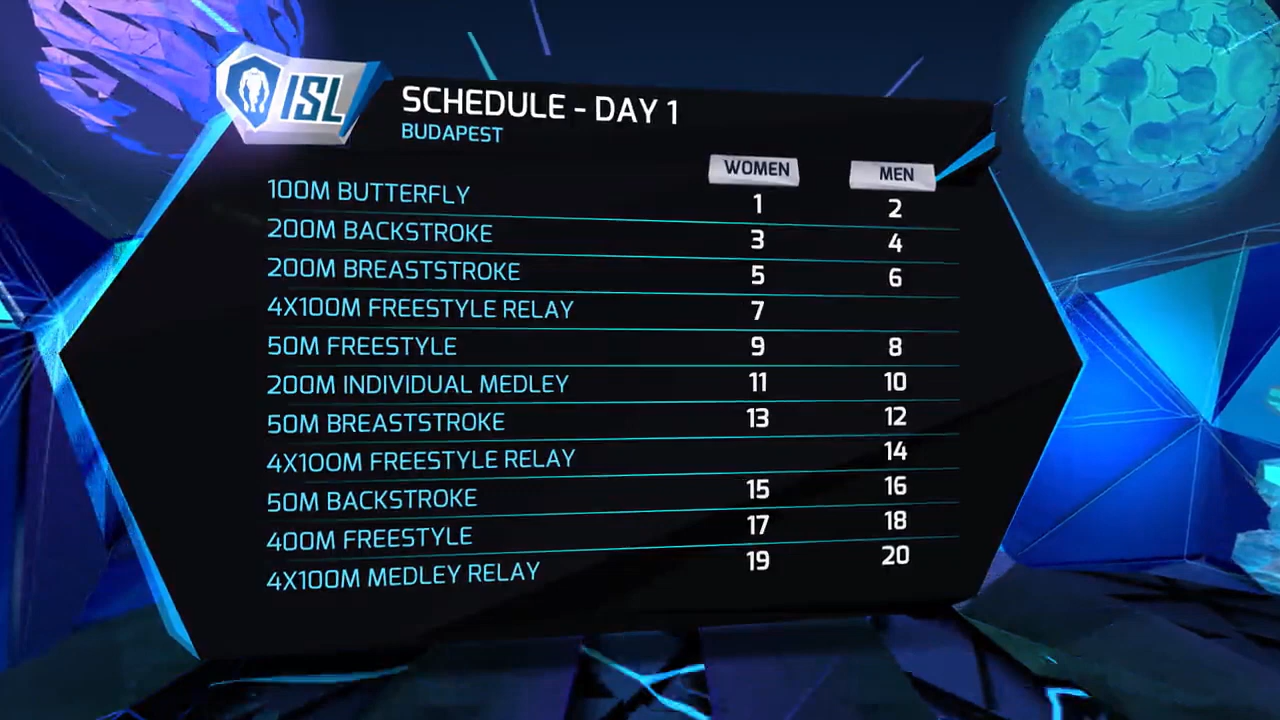 ISL
SCHEDULE - DAY 1
BUDAPEST
WOMEN MEN
100M BUTTERFLY 1 2
200M BACKSTROKE 3 4
200M BREASTSTROKE 5 6
4X100M FREESTYLE RELAY 7
50M FREESTYLE 9 8
200M INDIVIDUAL MEDLEY 11 10
50M BREASTSTROKE 13 12
4X100M FREESTYLE RELAY 14
50M BACKSTROKE 15 16
400M FREESTYLE 17 18
4X100M MEDLEY RELAY 19 20